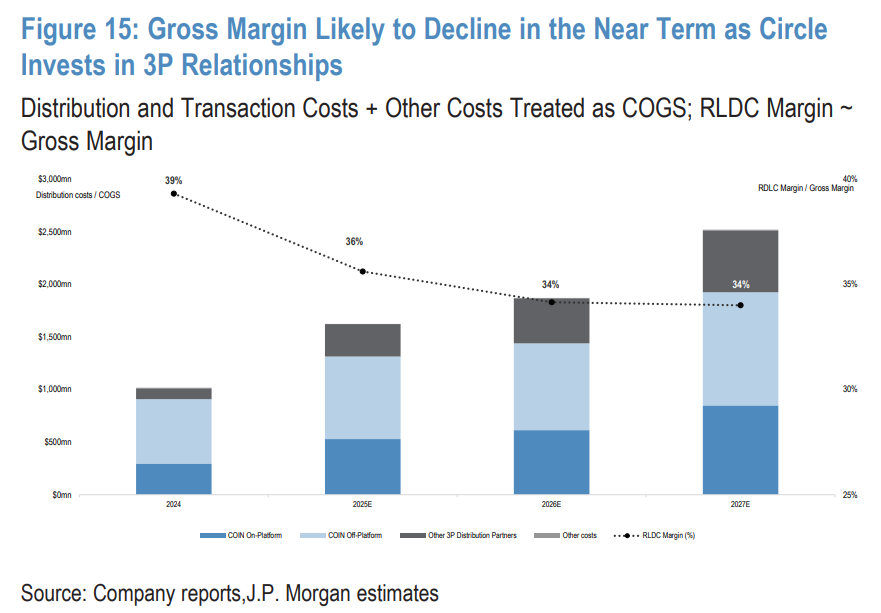 Figure 15: Gross Margin Likely to Decline in the Near Term as Circle
Invests in 3P Relationships
Distribution and Transaction Costs + Other Costs Treated as COGS; RLDC Margin ~
Gross Margin
$3,000mn
Distribution costs / COGS
39%
40%
RDLC Margin / Gross Margin
$2,500mn
36%
$2,000mn
34%
34%
35%
$1,500mn
$1,000mn
30%
$500mn
$0mn
25%
2024
2025E
2026E
2027E
COIN On-Platform
COIN Off-Platform
Other 3P Distribution Partners
Other costs
RLDC Margin (%)
Source: Company reports,J.P. Morgan estimates